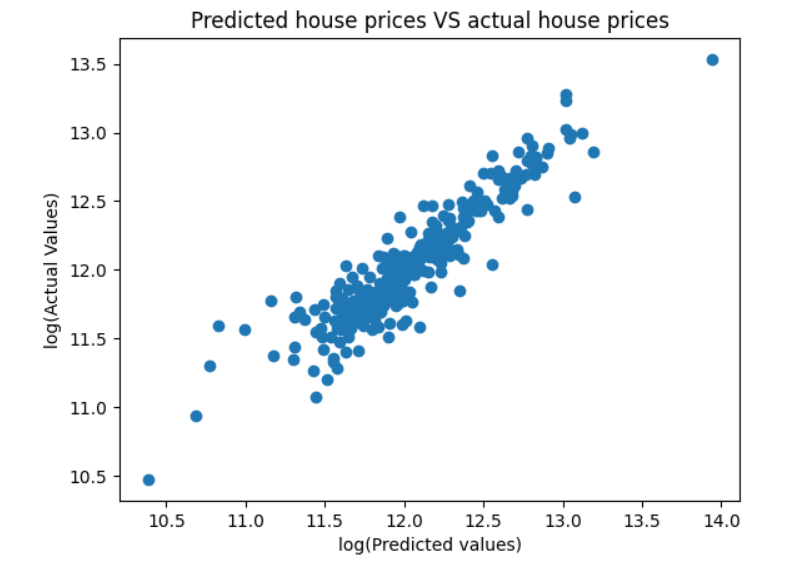 Predicted house prices VS actual house prices
13.5
13.0
12.5
12.0
11.5
11.0
10.5
log(Actual Values)
10.5 11.0 11.5 12.0 12.5 13.0 13.5 14.0
log(Predicted values)